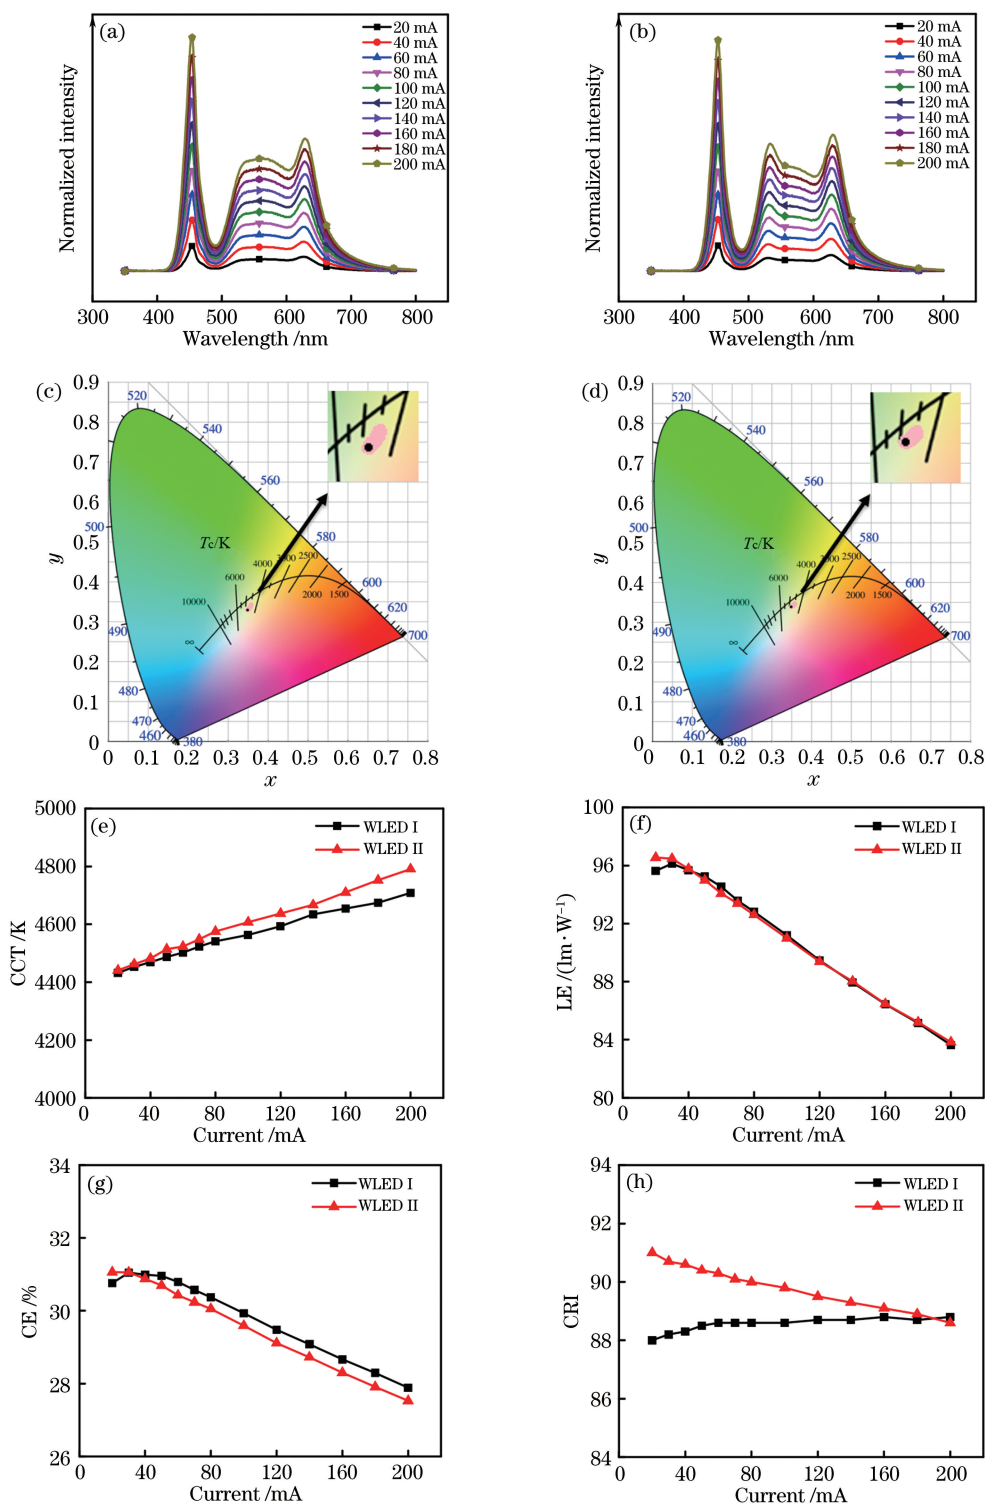 (a)
20 mA
40 mA
60 mA
80 mA
100 mA
120 mA
140 mA
160 mA
180 mA
200 mA
Normalized intensity
300 400 500 600 700 800
Wavelength /nm
(b)
20 mA
40 mA
60 mA
80 mA
100 mA
120 mA
140 mA
160 mA
180 mA
200 mA
Normalized intensity
300 400 500 600 700 800
Wavelength /nm
(c)
0.9
0.8
0.7
0.6
0.5
0.4
0.3
0.2
0.1
0
y
520
540
560
580
600
620
700
500
490
480
470
460
380
Tc/K
4000
2500
6000
2000
1500
10000
∞
0 0.1 0.2 0.3 0.4 0.5 0.6 0.7 0.8
x
(d)
0.9
0.8
0.7
0.6
0.5
0.4
0.3
0.2
0.1
0
y
520
540
560
580
600
620
700
500
490
480
470
460
380
Tc/K
4000
2500
6000
2000
1500
10000
∞
0 0.1 0.2 0.3 0.4 0.5 0.6 0.7 0.8
x
(e)
WLED I
WLED II
5000
4800
4600
4400
4200
4000
CCT /K
0 40 80 120 160 200
Current /mA
(f)
WLED I
WLED II
100
96
92
88
84
80
LE /(lm · W⁻¹)
0 40 80 120 160 200
Current /mA
(g)
WLED I
WLED II
34
32
30
28
26
CE /%
0 40 80 120 160 200
Current /mA
(h)
WLED I
WLED II
94
92
90
88
86
84
CRI
0 40 80 120 160 200
Current /mA